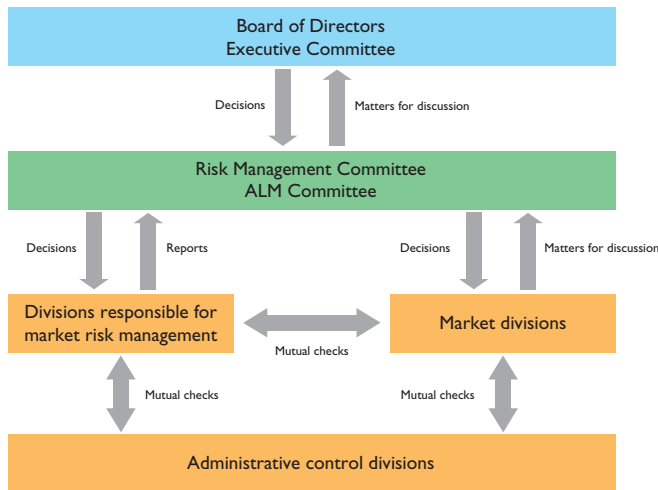 Board of Directors
Executive Committee
Decisions
Matters for discussion
Risk Management Committee
ALM Committee
Decisions
Reports
Decisions
Matters for discussion
Divisions responsible for
market risk management
Mutual checks
Market divisions
Mutual checks
Mutual checks
Administrative control divisions